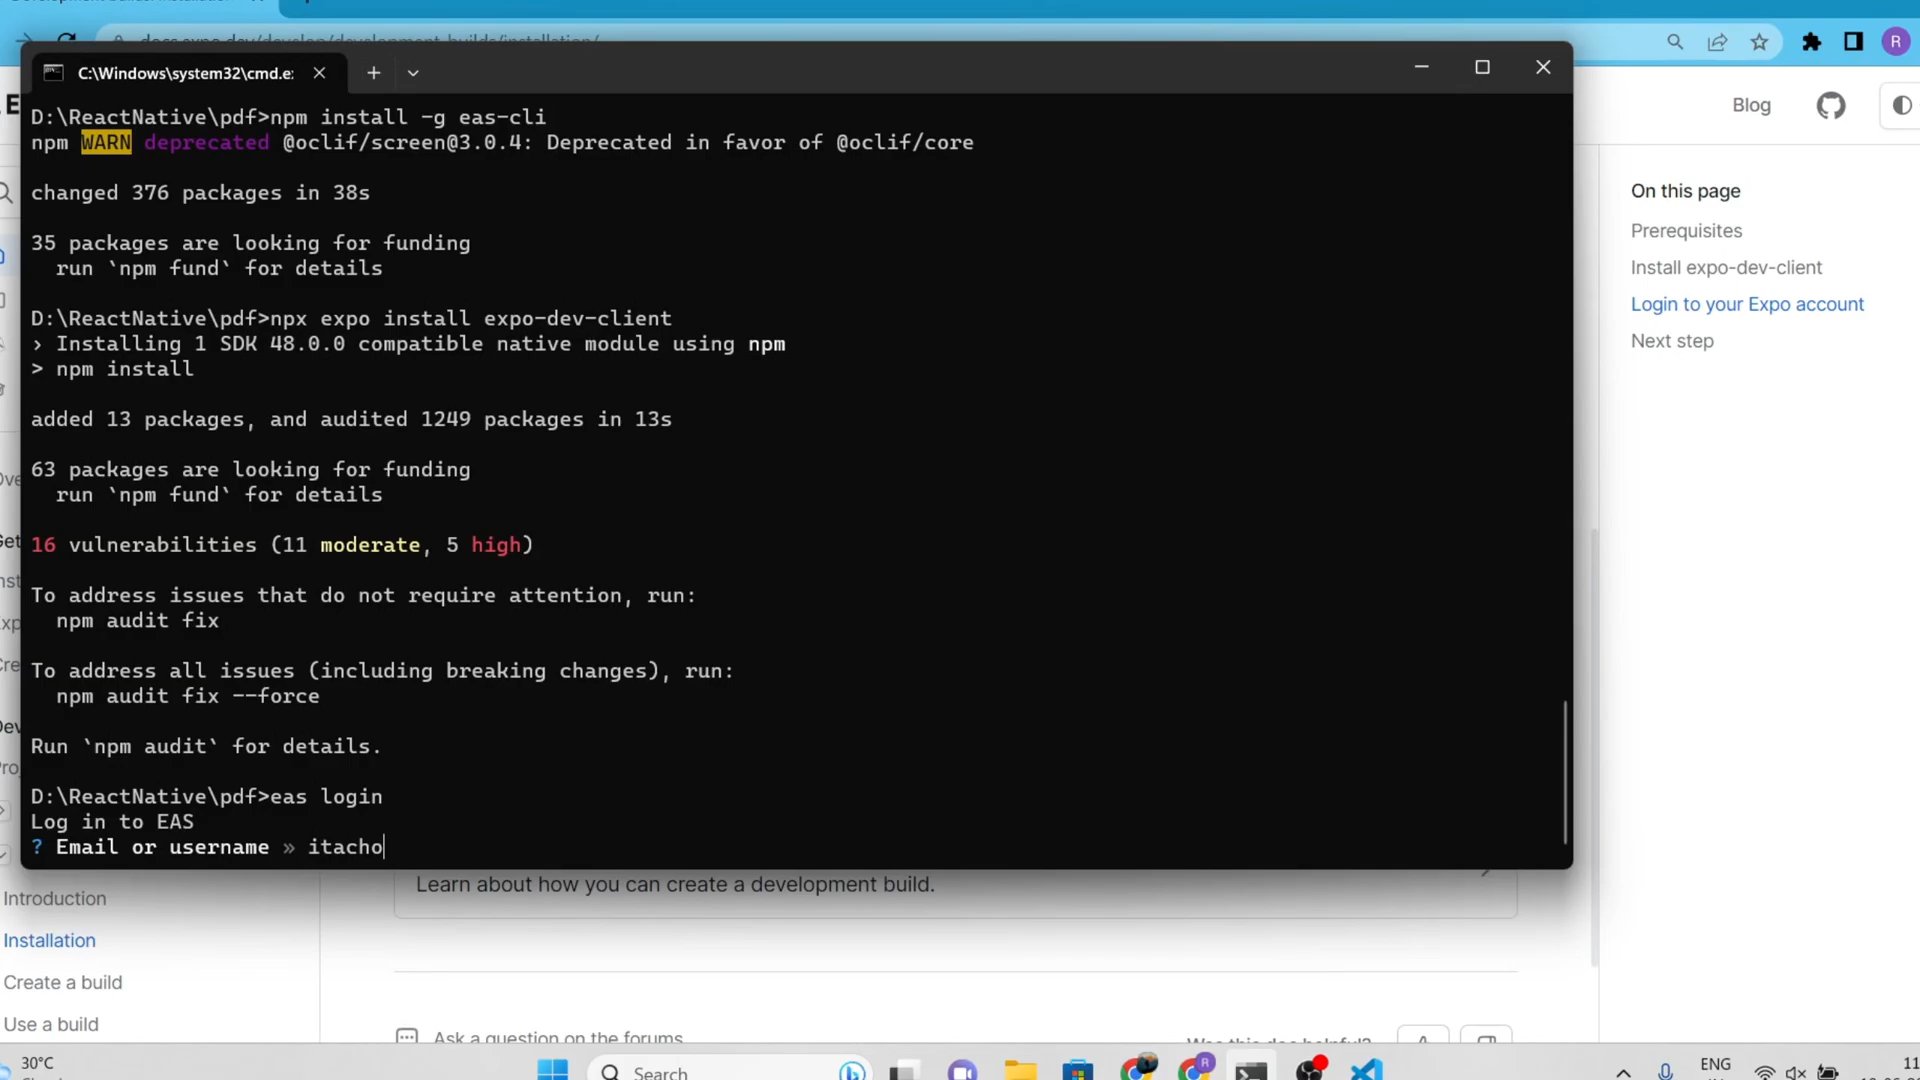 C:\Windows\system32\cmd.e:
D:\ReactNative\pdf>npm install -g eas-cli
npm WARN deprecated @oclif/screen@3.0.4: Deprecated in favor of @oclif/core
changed 376 packages in 38s
35 packages are looking for funding
run `npm fund` for details
D:\ReactNative\pdf>npx expo install expo-dev-client
› Installing 1 SDK 48.0.0 compatible native module using npm
> npm install
added 13 packages, and audited 1249 packages in 13s
63 packages are looking for funding
run `npm fund` for details
16 vulnerabilities (11 moderate, 5 high)
To address issues that do not require attention, run:
npm audit fix
To address all issues (including breaking changes), run:
npm audit fix --force
Run `npm audit` for details.
D:\ReactNative\pdf>eas login
Log in to EAS
? Email or username » itacho
R
Blog
On this page
Prerequisites
Install expo-dev-client
Login to your Expo account
Next step
Introduction
Installation
Create a build
Use a build
Learn about how you can create a development build.
Ask a question on the forums
Was this doc helpful?
30°C
Search
R
ENG
11